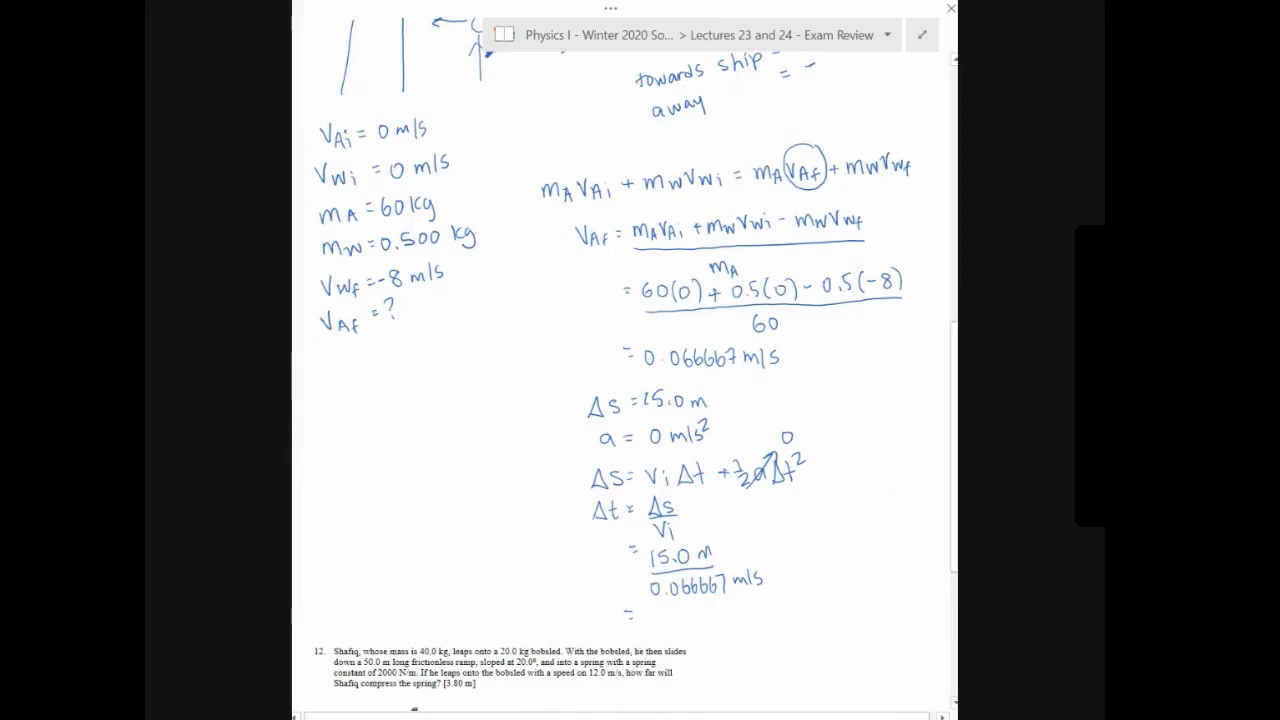 Physics I - Winter 2020 So... > Lectures 23 and 24 - Exam Review
towards ship =
= -
away
VAi = 0 m/s
VWi = 0 m/s
mA = 60 kg
mW = 0.500 kg
VWf = -8 m/s
VAf = ?
mAVAi + mWVWi = mAVAf + mWVWf
VAf = mAVAi + mWVWi - mWVWf
mA
= 60(0) + 0.5(0) - 0.5(-8)
60
= 0.066667 m/s
Δs = 15.0 m
a = 0 m/s²
0
Δs = Vi Δt + ½aΔt²
Δt = Δs
Vi
= 15.0 m
0.066667 m/s
=
12. Shafiq, whose mass is 40.0 kg, leaps onto a 20.0 kg bobsled. With the bobsled, he then slides
down a 50.0 m long frictionless ramp, sloped at 20.0°, and into a spring with a spring
constant of 2000 N/m. If he leaps onto the bobsled with a speed on 12.0 m/s, how far will
Shafiq compress the spring? [3.80 m]